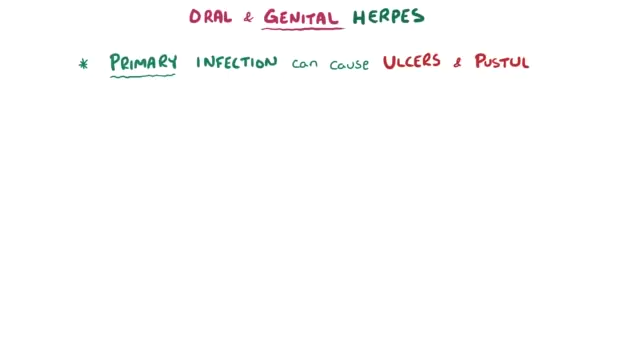 ORAL & GENITAL HERPES
* PRIMARY INFECTION can cause ULCERS & PUSTUL